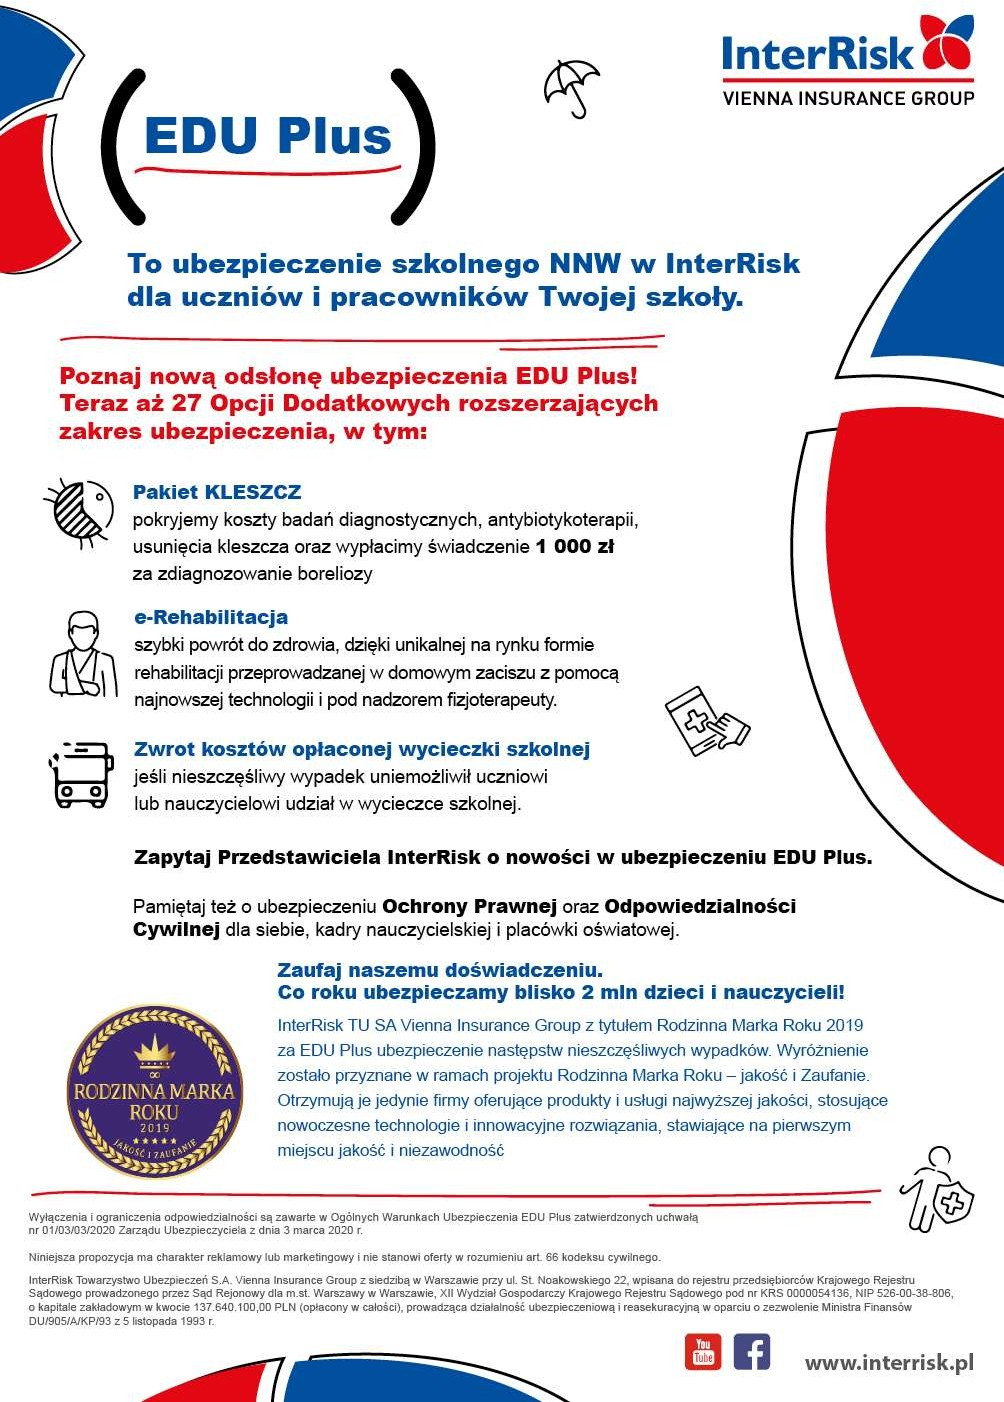 InterRisk
VIENNA INSURANCE GROUP
EDU Plus
To ubezpieczenie szkolnego NNW w InterRisk
dla uczniów i pracowników Twojej szkoły.
Poznaj nową odsłonę ubezpieczenia EDU Plus!
Teraz aż 27 Opcji Dodatkowych rozszerzających
zakres ubezpieczenia, w tym:
Pakiet KLESZCZ
pokryjemy koszty badań diagnostycznych, antybiotykoterapii,
usunięcia kleszcza oraz wypłacimy świadczenie 1 000 zł
za zdiagnozowanie boreliozy
e-Rehabilitacja
szybki powrót do zdrowia, dzięki unikalnej na rynku formie
rehabilitacji przeprowadzanej w domowym zaciszu z pomocą
najnowszej technologii i pod nadzorem fizjoterapeuty.
Zwrot kosztów opłaconej wycieczki szkolnej
jeśli nieszczęśliwy wypadek uniemożliwił uczniowi
lub nauczycielowi udział w wycieczce szkolnej.
Zapytaj Przedstawiciela InterRisk o nowości w ubezpieczeniu EDU Plus.
Pamiętaj też o ubezpieczeniu Ochrony Prawnej oraz Odpowiedzialności
Cywilnej dla siebie, kadry nauczycielskiej i placówki oświatowej.
Zaufaj naszemu doświadczeniu.
Co roku ubezpieczamy blisko 2 mln dzieci i nauczycieli!
InterRisk TU SA Vienna Insurance Group z tytułem Rodzinna Marka Roku 2019
za EDU Plus ubezpieczenie następstw nieszczęśliwych wypadków. Wyróżnienie
zostało przyznane w ramach projektu Rodzinna Marka Roku – jakość i Zaufanie.
Otrzymują je jedynie firmy oferujące produkty i usługi najwyższej jakości, stosujące
nowoczesne technologie i innowacyjne rozwiązania, stawiające na pierwszym
miejscu jakość i niezawodność
RODZINNA MARKA
ROKU
2019
JAKOŚĆ I ZAUFANIE
Wyłączenia i ograniczenia odpowiedzialności są zawarte w Ogólnych Warunkach Ubezpieczenia EDU Plus zatwierdzonych uchwałą
nr 01/03/03/2020 Zarządu Ubezpieczyciela z dnia 3 marca 2020 r.
Niniejsza propozycja ma charakter reklamowy lub marketingowy i nie stanowi oferty w rozumieniu art. 66 kodeksu cywilnego.
InterRisk Towarzystwo Ubezpieczeń S.A. Vienna Insurance Group z siedzibą w Warszawie przy ul. St. Noakowskiego 22, wpisana do rejestru przedsiębiorców Krajowego Rejestru
Sądowego prowadzonego przez Sąd Rejonowy dla m.st. Warszawy w Warszawie, XII Wydział Gospodarczy Krajowego Rejestru Sądowego pod nr KRS 0000054136, NIP 526-00-38-806,
o kapitale zakładowym w kwocie 137.640.100,00 PLN (opłacony w całości), prowadząca działalność ubezpieczeniową i reasekuracyjną w oparciu o zezwolenie Ministra Finansów
DU/905/A/KP/93 z 5 listopada 1993 r.
You
Tube
f
www.interrisk.pl